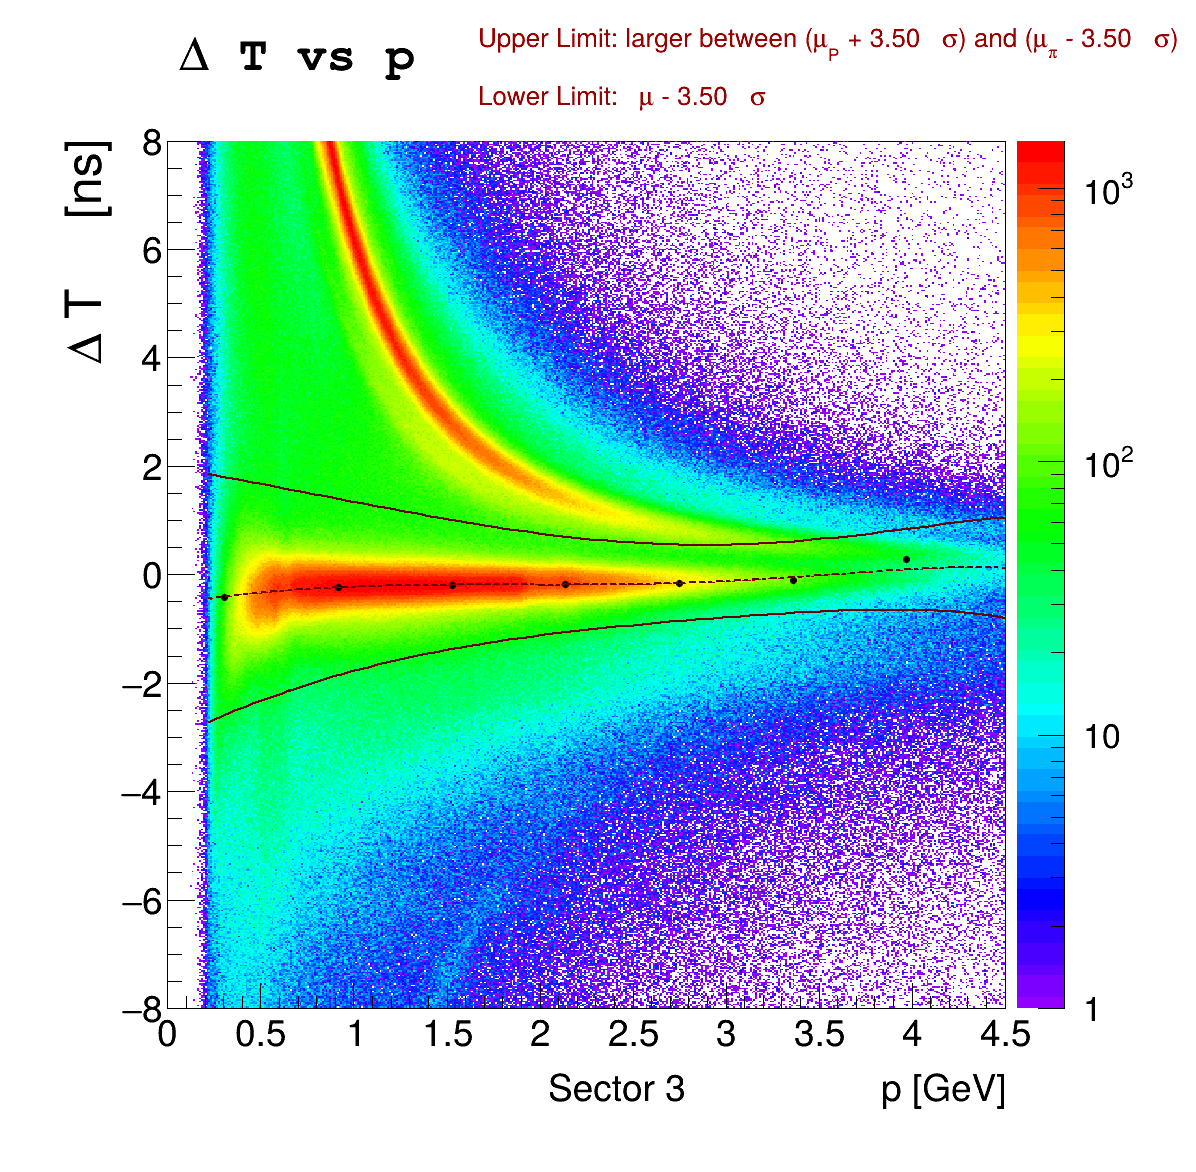 Δ T vs p
Upper Limit: larger between (μP + 3.50 σ) and (μπ - 3.50 σ)
Lower Limit: μ - 3.50 σ
Δ T [ns]
8
6
4
2
0
−2
−4
−6
−8
0 0.5 1 1.5 2 2.5 3 3.5 4 4.5
10³
10²
10
1
Sector 3
p [GeV]